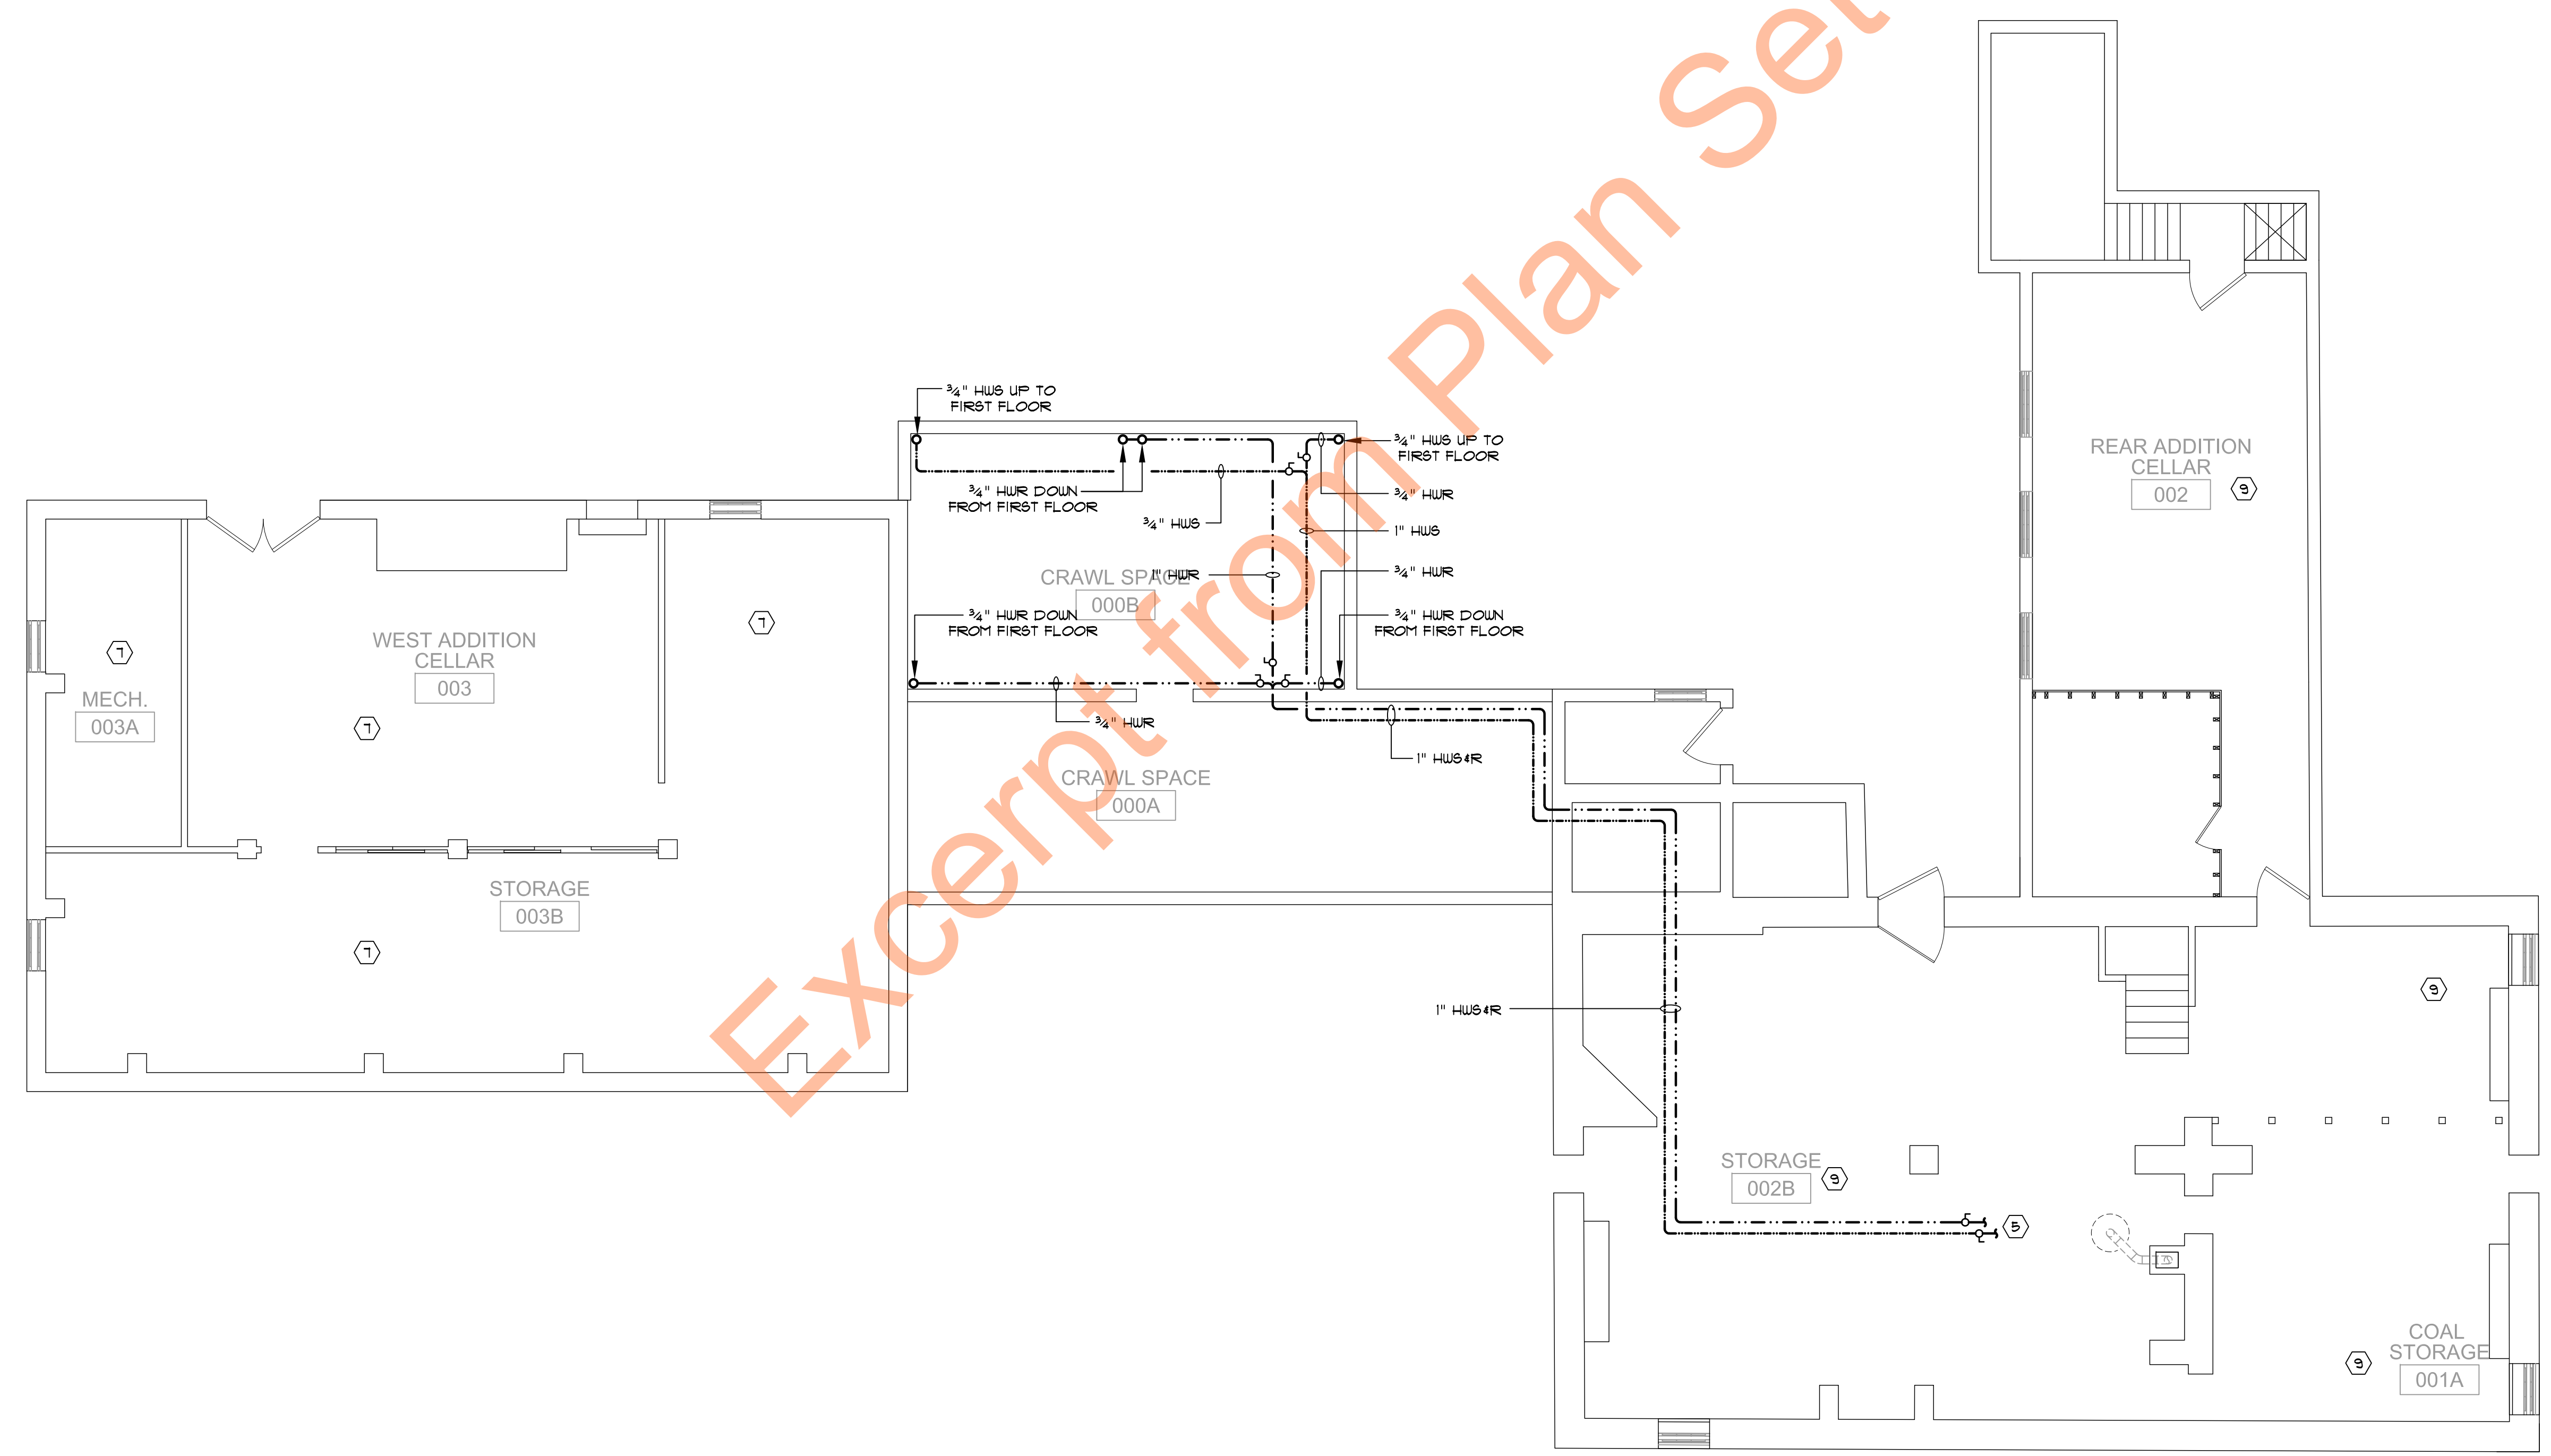 Excerpt from Plan Set
¾" HWS UP TO
FIRST FLOOR
¾" HWS UP TO
FIRST FLOOR
¾" HWR DOWN
FROM FIRST FLOOR
¾" HWR
¾" HWS
1" HWS
CRAWL SPACE
000B
1" HWR
¾" HWR
¾" HWR DOWN
FROM FIRST FLOOR
¾" HWR DOWN
FROM FIRST FLOOR
¾" HWR
1" HWS&R
CRAWL SPACE
000A
WEST ADDITION
CELLAR
003
MECH.
003A
7
7
7
STORAGE
003B
7
REAR ADDITION
CELLAR
002
9
9
1" HWS&R
STORAGE
002B
9
5
COAL
STORAGE
001A
9